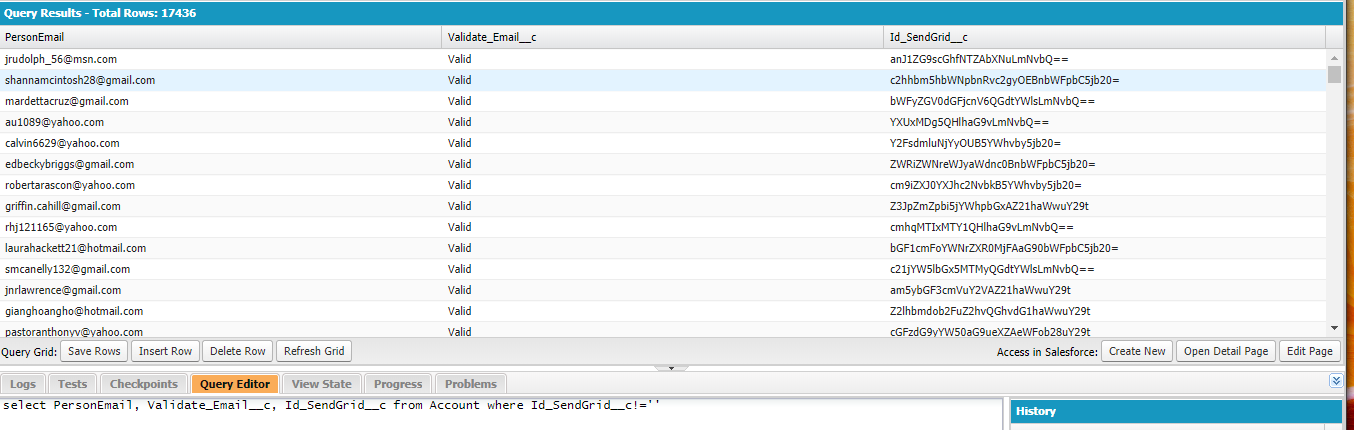 Query Results - Total Rows: 17436
PersonEmail Validate_Email__c Id_SendGrid__c
jrudolph_56@msn.com Valid anJ1ZG9scGhfNTZAbXNuLmNvbQ==
shannamcintosh28@gmail.com Valid c2hhbm5hbWNpbnRvc2gyOEBnbWFpbC5jb20=
mardettacruz@gmail.com Valid bWFyZGV0dGFjcnV6QGdtYWlsLmNvbQ==
au1089@yahoo.com Valid YXUxMDg5QHlhaG9vLmNvbQ==
calvin6629@yahoo.com Valid Y2FsdmluNjYyOUB5YWhvby5jb20=
edbeckybriggs@gmail.com Valid ZWRiZWNreWJyaWdnc0BnbWFpbC5jb20=
robertarascon@yahoo.com Valid cm9iZXJ0YXJhc2NvbkB5YWhvby5jb20=
griffin.cahill@gmail.com Valid Z3JpZmZpbi5jYWhpbGxAZ21haWwuY29t
rhj121165@yahoo.com Valid cmhqMTIxMTY1QHlhaG9vLmNvbQ==
laurahackett21@hotmail.com Valid bGF1cmFoYWNrZXR0MjFAaG90bWFpbC5jb20=
smcanelly132@gmail.com Valid c21jYW5lbGx5MTMyQGdtYWlsLmNvbQ==
jnrlawrence@gmail.com Valid am5ybGF3cmVuY2VAZ21haWwuY29t
gianghoangho@hotmail.com Valid Z2lhbmdob2FuZ2hvQGhvdG1haWwuY29t
pastoranthonyv@yahoo.com Valid cGFzdG9yYW50aG9ueXZAeWFob28uY29t
Query Grid: Save Rows Insert Row Delete Row Refresh Grid Access in Salesforce: Create New Open Detail Page Edit Page
Logs Tests Checkpoints Query Editor View State Progress Problems
select PersonEmail, Validate_Email__c, Id_SendGrid__c from Account where Id_SendGrid__c!=''
History